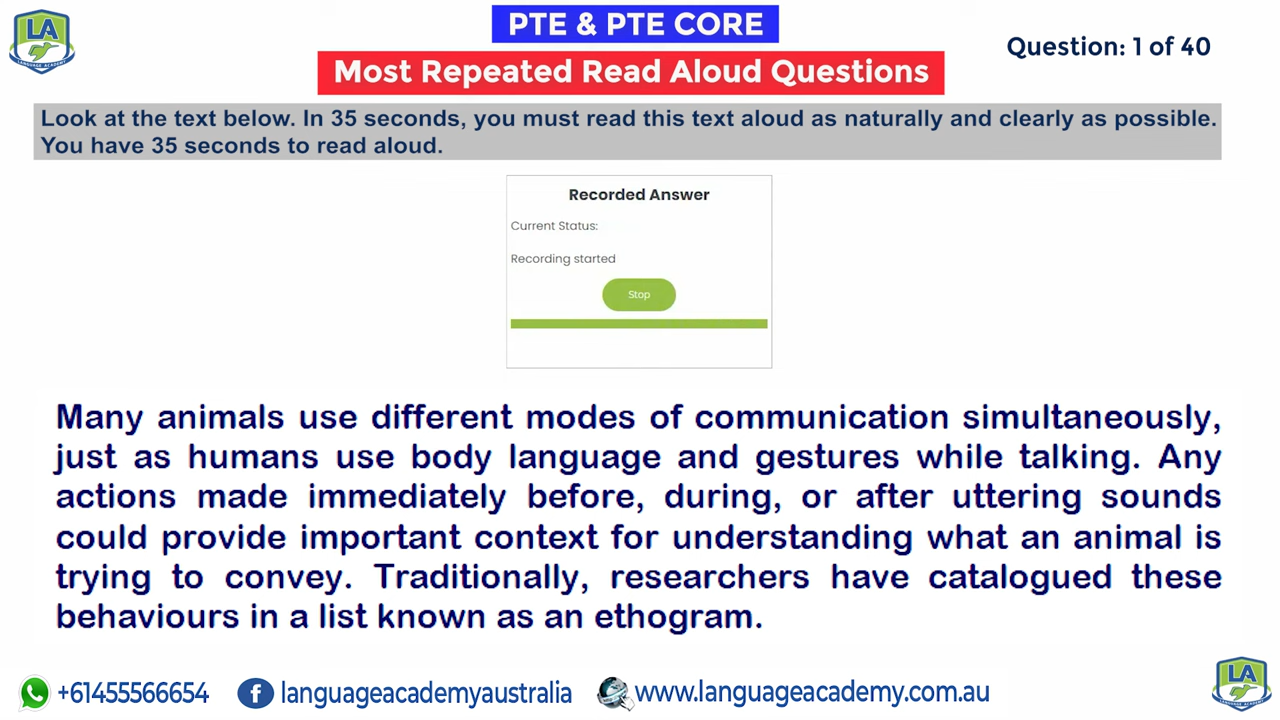 LA
LANGUAGE ACADEMY
PTE & PTE CORE
Most Repeated Read Aloud Questions
Question: 1 of 40
Look at the text below. In 35 seconds, you must read this text aloud as naturally and clearly as possible.
You have 35 seconds to read aloud.
Recorded Answer
Current Status:
Recording started
Stop
Many animals use different modes of communication simultaneously,
just as humans use body language and gestures while talking. Any
actions made immediately before, during, or after uttering sounds
could provide important context for understanding what an animal is
trying to convey. Traditionally, researchers have catalogued these
behaviours in a list known as an ethogram.
+61455566654
f languageacademyaustralia
www.languageacademy.com.au
LA
LANGUAGE ACADEMY